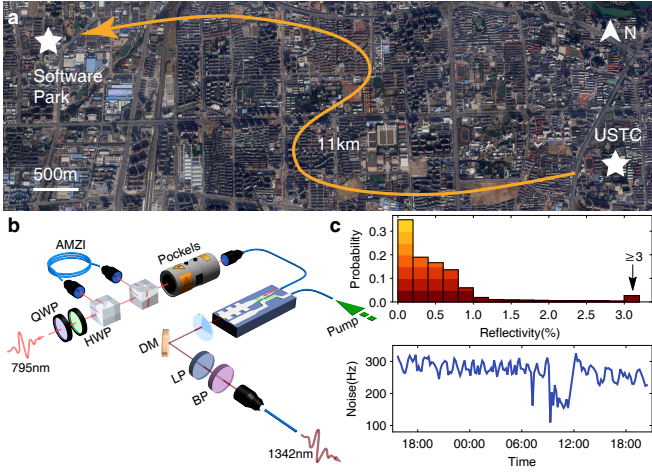 a
Software
Park
500m
11km
N
USTC
b
AMZI
Pockels
QWP
HWP
795nm
DM
LP
BP
Pump
1342nm
c
Probability
0.3
0.2
0.1
0.0
≥3
0.0 0.5 1.0 1.5 2.0 2.5 3.0
Reflectivity(%)
Noise(Hz)
300
200
100
18:00 00:00 06:00 12:00 18:00
Time